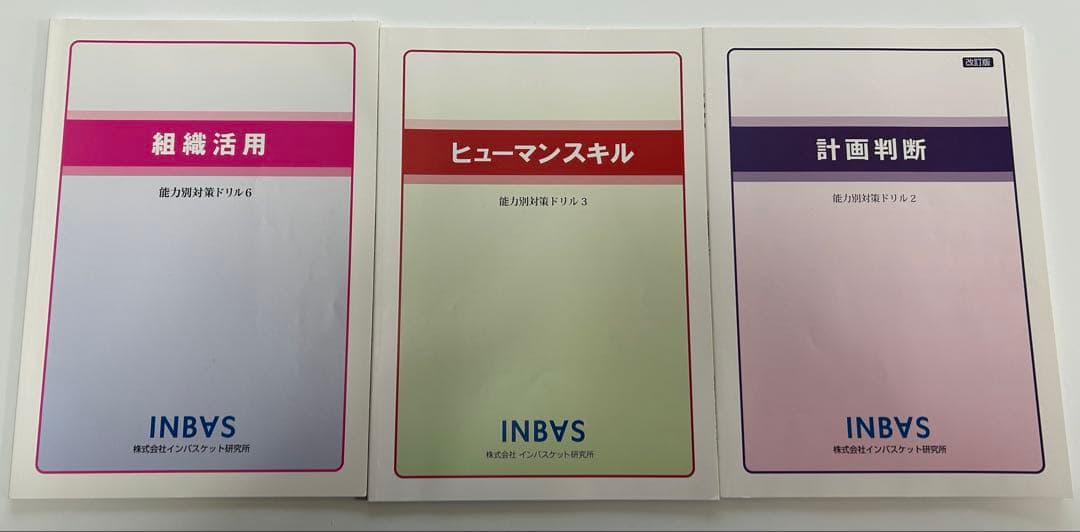 組織活用
能力別対策ドリル6
INBAS
株式会社インバスケット研究所
ヒューマンスキル
能力別対策ドリル3
INBAS
株式会社 インバスケット研究所
改訂版
計画判断
能力別対策ドリル2
INBAS
株式会社インバスケット研究所